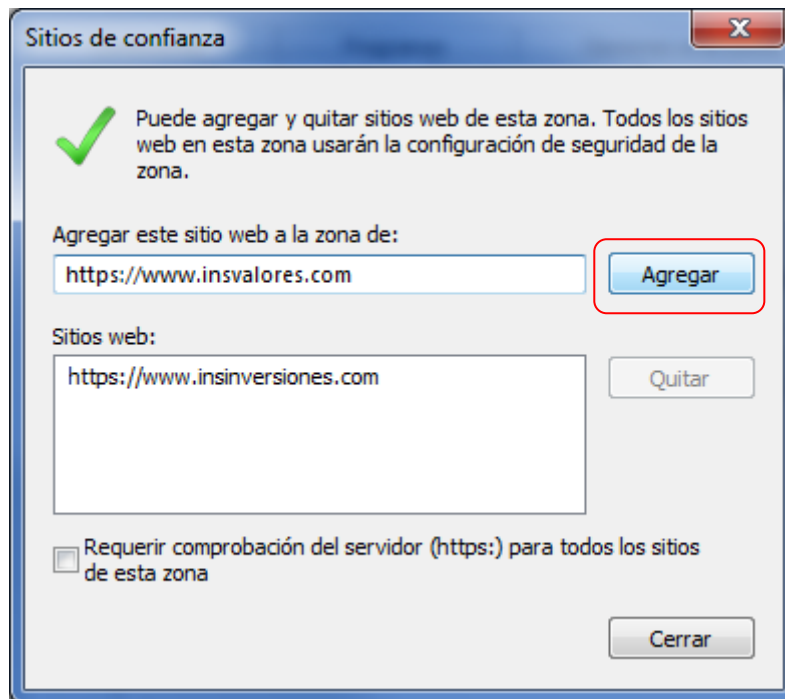 Sitios de confianza
Puede agregar y quitar sitios web de esta zona. Todos los sitios
web en esta zona usarán la configuración de seguridad de la
zona.
Agregar este sitio web a la zona de:
https://www.insvalores.com
Agregar
Sitios web:
https://www.insinversiones.com
Quitar
Requerir comprobación del servidor (https:) para todos los sitios
de esta zona
Cerrar